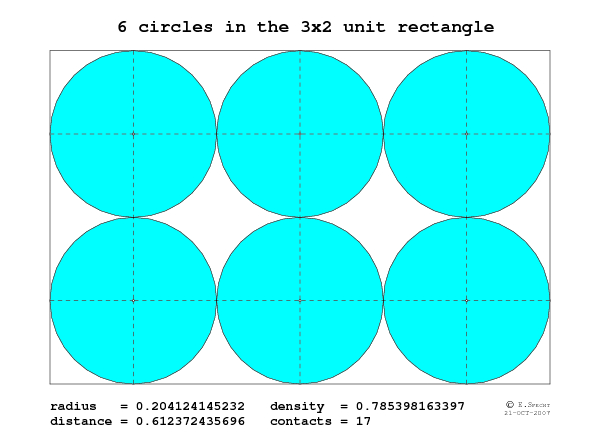 6 circles in the 3x2 unit rectangle
radius = 0.204124145232 density = 0.785398163397
distance = 0.612372435696 contacts = 17
© E.Specht
21-OCT-2007